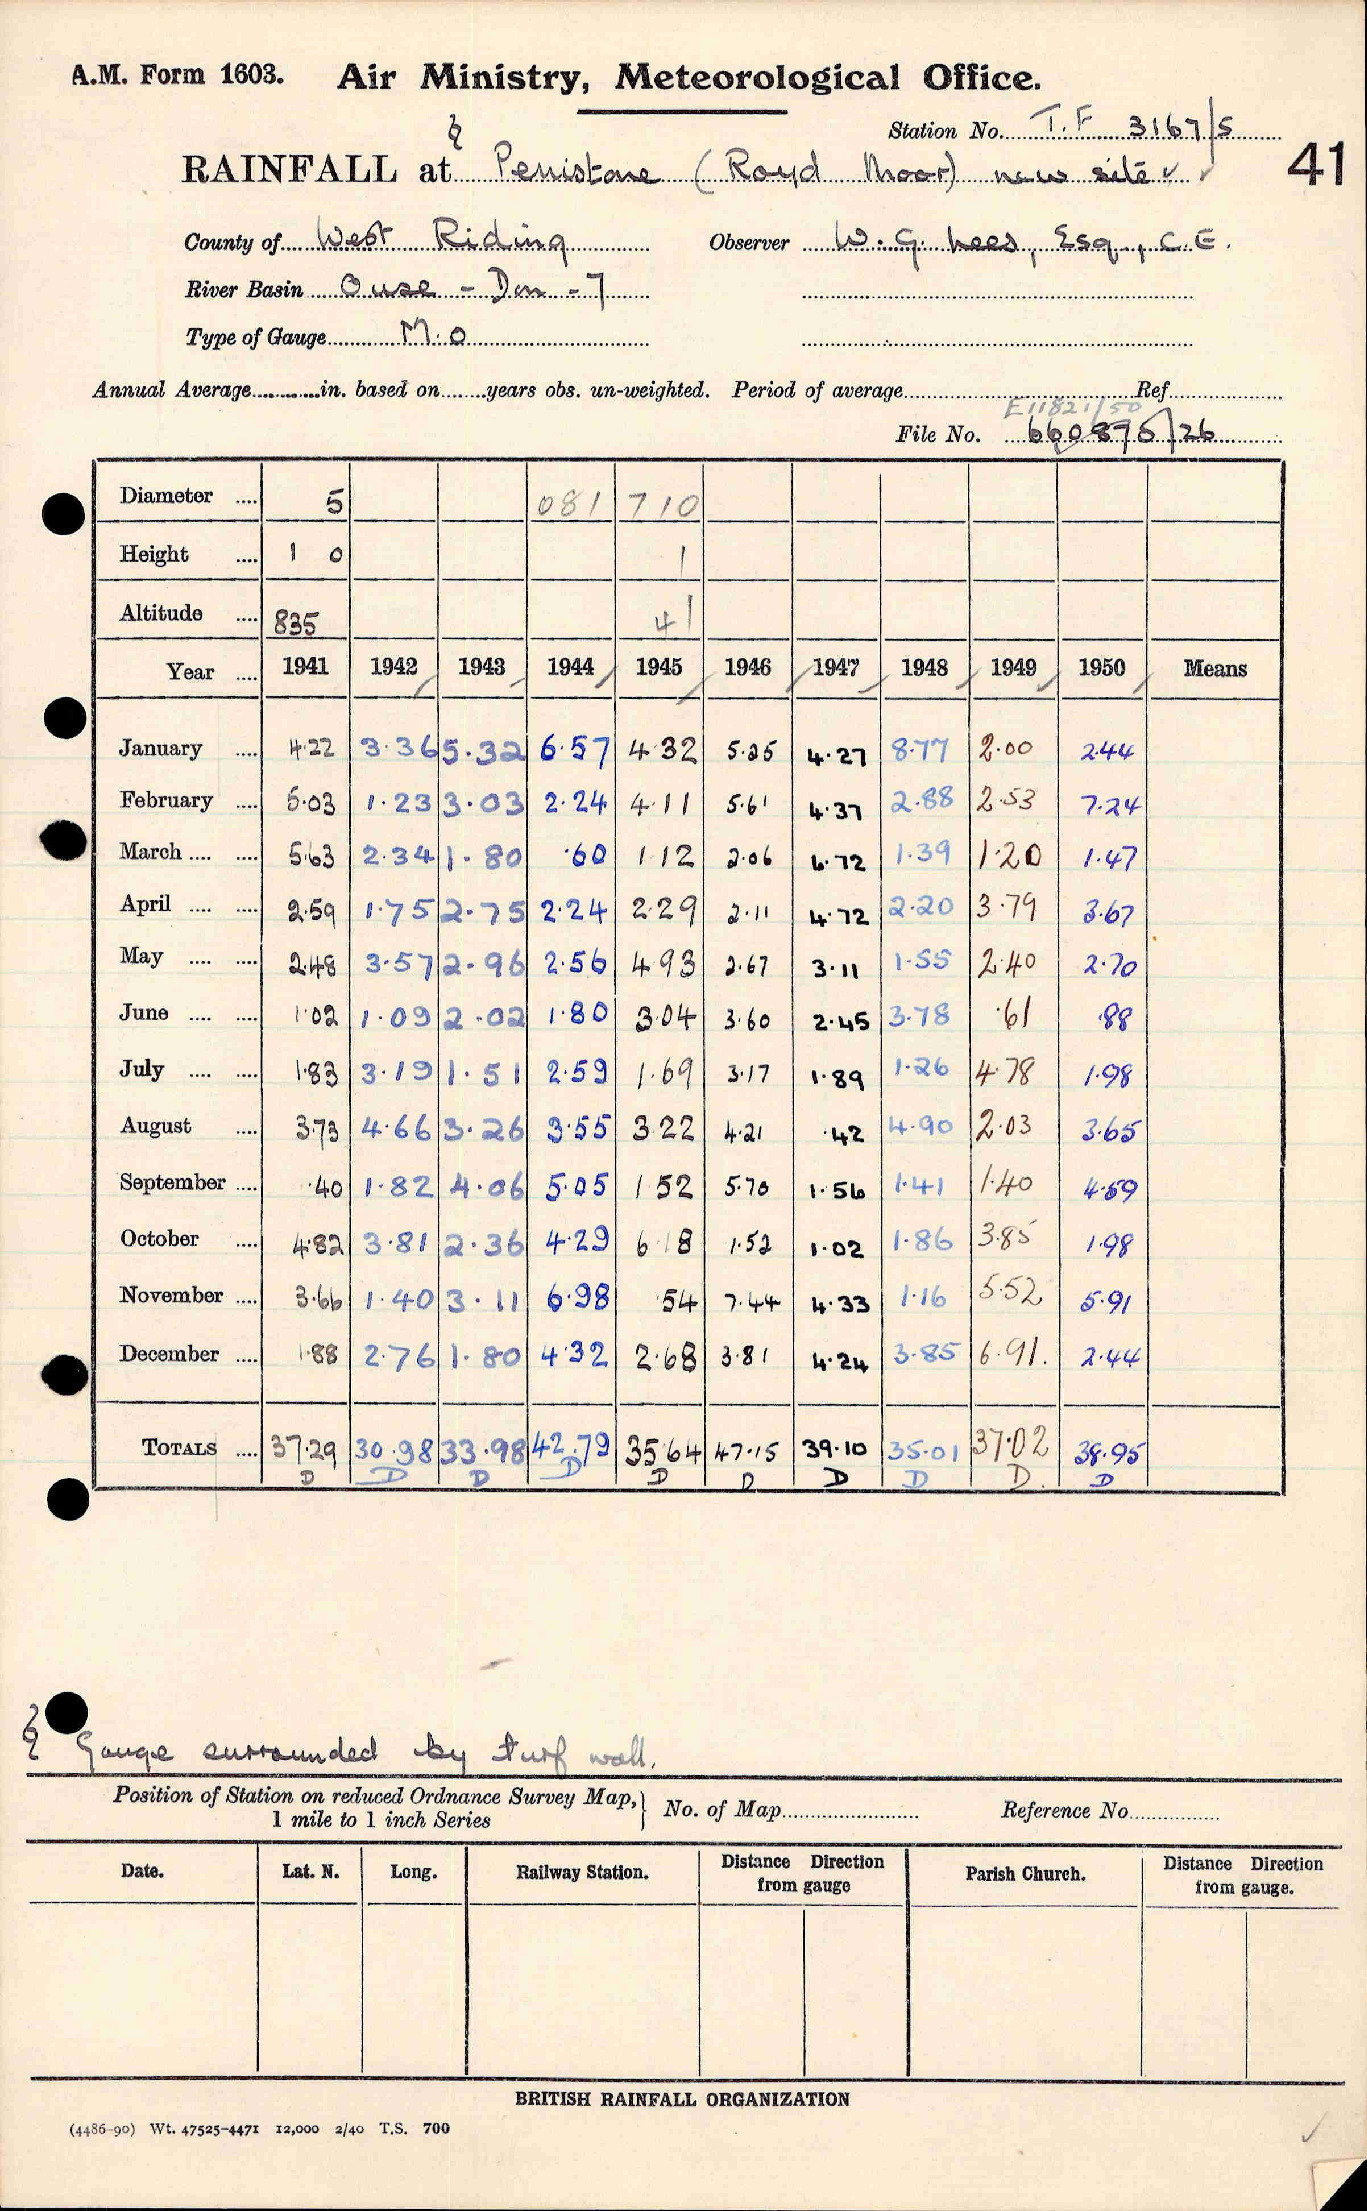 A.M. Form 1603. Air Ministry, Meteorological Office.
Station No. T.F 3167/5
41
RAINFALL at Penistone (Royd Moor) new site ✓ ✓
County of West Riding Observer W. G. Lees, Esq., C.E.
River Basin Ouse - Don - 7
Type of Gauge M.O
Annual Average in. based on years obs. un-weighted. Period of average Ref
E11821/50
File No. 660895/26
Diameter 5 081 710
Height 1 0 1
Altitude 835 41
Year 1941 1942 1943 1944 1945 1946 1947 1948 1949 1950 Means
January 4.22 3.36 5.32 6.57 4.32 5.25 4.27 8.77 2.00 2.44
February 5.03 1.23 3.03 2.24 4.11 5.61 4.37 2.88 2.53 7.24
March 5.63 2.34 1.80 .60 1.12 2.06 6.72 1.39 1.20 1.47
April 2.59 1.75 2.75 2.24 2.29 2.11 4.72 2.20 3.79 3.67
May 2.48 3.57 2.96 2.56 4.93 2.67 3.11 1.55 2.40 2.70
June 1.02 1.09 2.02 1.80 3.04 3.60 2.45 3.78 .61 .88
July 1.83 3.19 1.51 2.59 1.69 3.17 1.89 1.26 4.78 1.98
August 3.73 4.66 3.26 3.55 3.22 4.21 .42 4.90 2.03 3.65
September .40 1.82 4.06 5.05 1.52 5.70 1.56 1.41 1.40 4.59
October 4.82 3.81 2.36 4.29 6.18 1.52 1.02 1.86 3.85 1.98
November 3.66 1.40 3.11 6.98 .54 7.44 4.33 1.16 5.52 5.91
December 1.88 2.76 1.80 4.32 2.68 3.81 4.24 3.85 6.91. 2.44
TOTALS 37.29 30.98 33.98 42.79 35.64 47.15 39.10 35.01 37.02 38.95
D D D D D D D D D. D
Gauge surrounded by turf wall.
Position of Station on reduced Ordnance Survey Map, 1 mile to 1 inch Series } No. of Map Reference No.
Date. Lat. N. Long. Railway Station. Distance Direction from gauge Parish Church. Distance Direction from gauge.
BRITISH RAINFALL ORGANIZATION
(4486-90) Wt. 47525-4471 12,000 2/40 T.S. 700